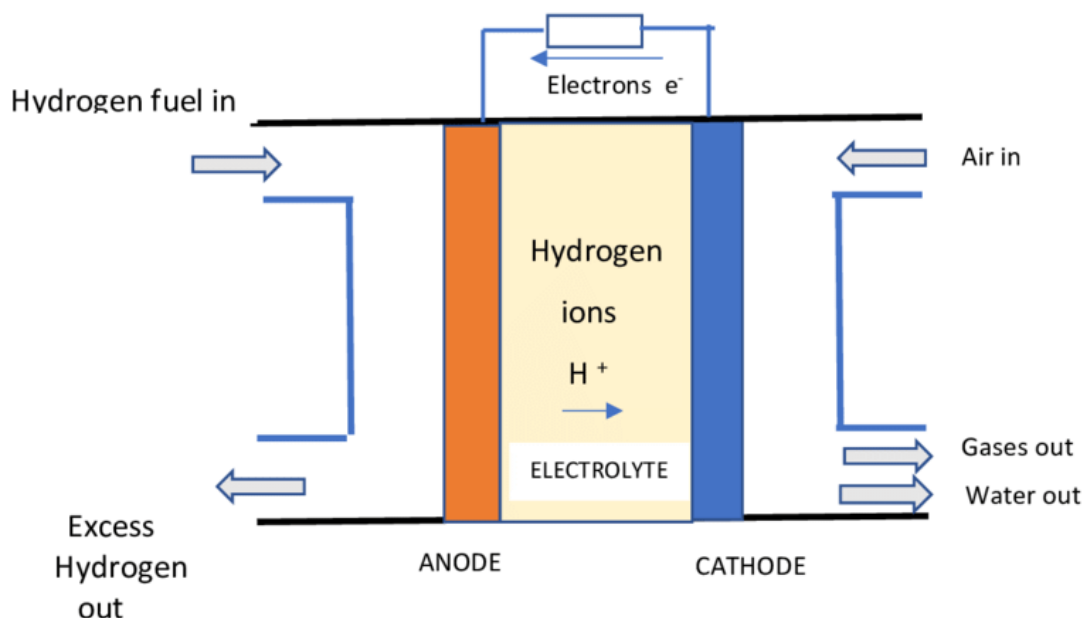 Electrons e⁻
Hydrogen fuel in
Air in
Hydrogen
ions
H ⁺
ELECTROLYTE
Gases out
Water out
Excess
Hydrogen
out
ANODE
CATHODE